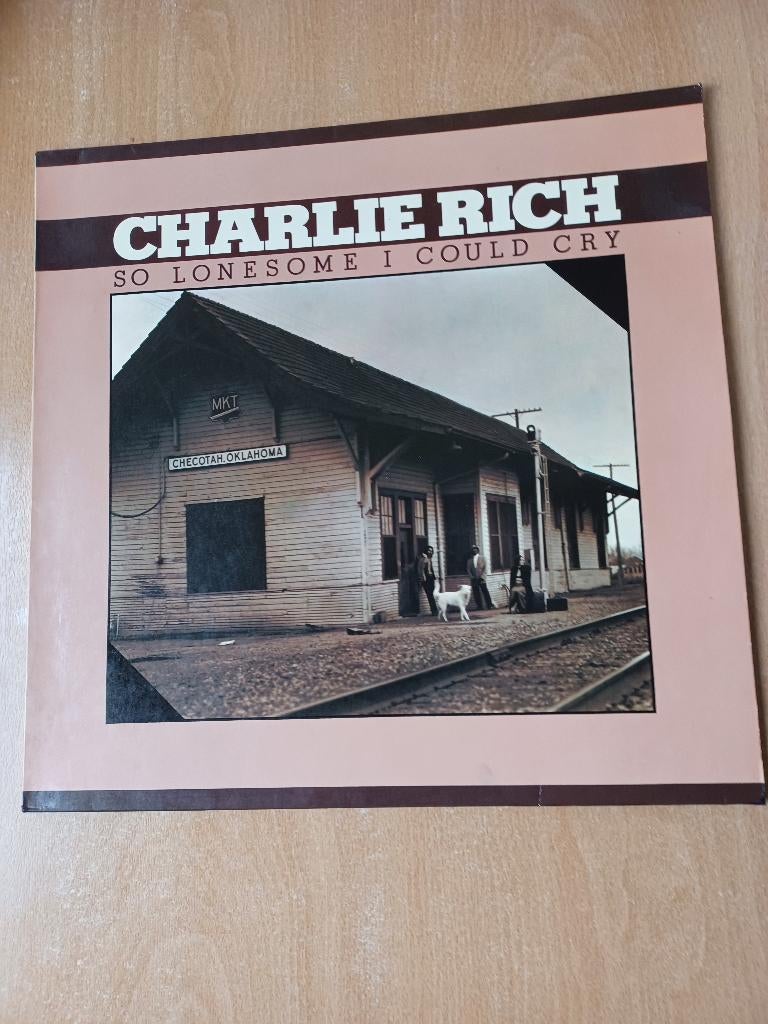 CHARLIE RICH
SO LONESOME I COULD CRY
MKT
CHECOTAH, OKLAHOMA